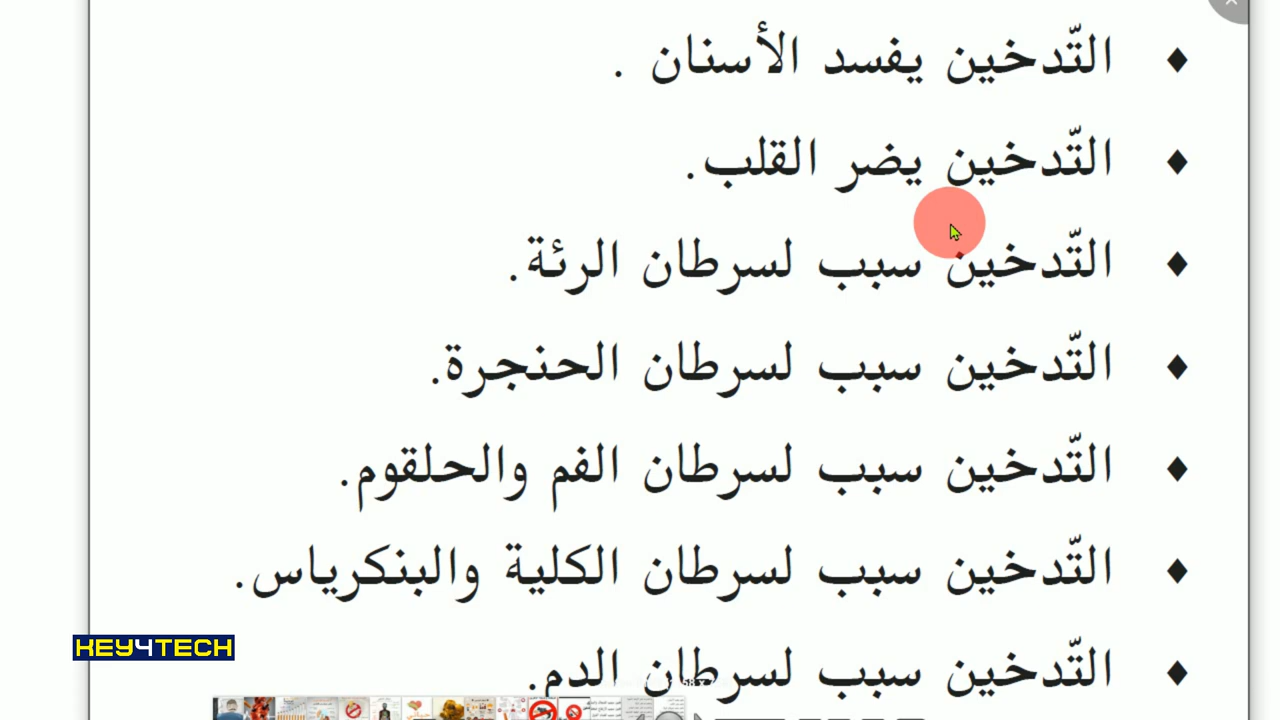 ♦ التّدخين يفسد الأسنان .
♦ التّدخين يضر القلب.
♦ التّدخين سبب لسرطان الرئة.
♦ التّدخين سبب لسرطان الحنجرة.
♦ التّدخين سبب لسرطان الفم والحلقوم.
♦ التّدخين سبب لسرطان الكلية والبنكرياس.
KEY4TECH
♦ التّدخين سبب لسرطان الدم.